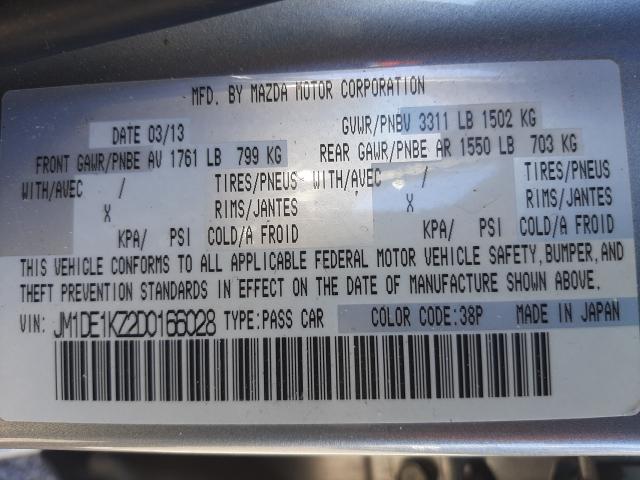 MFD. BY MAZDA MOTOR CORPORATION
DATE 03/13 GVWR/PNBV 3311 LB 1502 KG
FRONT GAWR/PNBE AV 1761 LB 799 KG REAR GAWR/PNBE AR 1550 LB 703 KG
WITH/AVEC / TIRES/PNEUS WITH/AVEC / TIRES/PNEUS
X RIMS/JANTES X RIMS/JANTES
KPA/ PSI COLD/A FROID KPA/ PSI COLD/A FROID
THIS VEHICLE CONFORMS TO ALL APPLICABLE FEDERAL MOTOR VEHICLE SAFETY, BUMPER, AND
THEFT PREVENTION STANDARDS IN EFFECT ON THE DATE OF MANUFACTURE SHOWN ABOVE.
VIN: JM1DE1KZ2D0166028 TYPE:PASS CAR COLOR CODE:38P MADE IN JAPAN